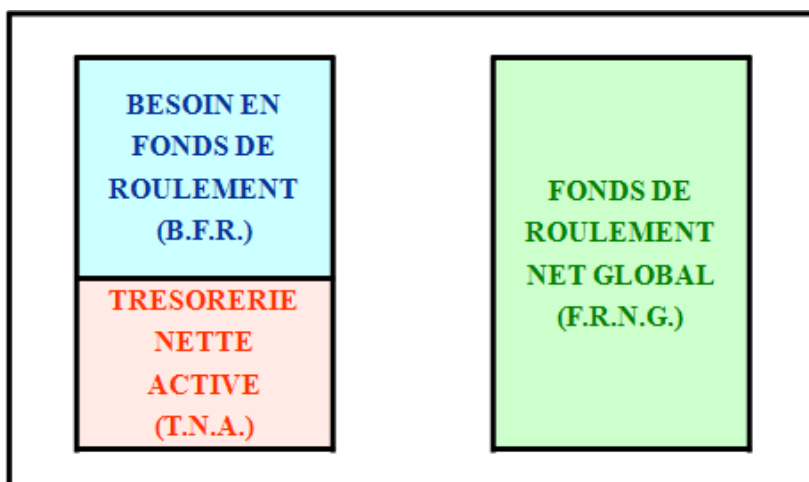 BESOIN EN
FONDS DE
ROULEMENT
(B.F.R.)
TRESORERIE
NETTE
ACTIVE
(T.N.A.)
FONDS DE
ROULEMENT
NET GLOBAL
(F.R.N.G.)